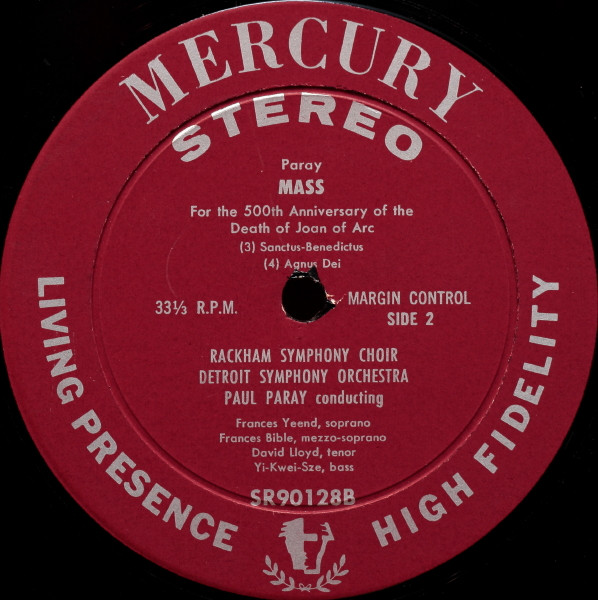 MERCURY
STEREO
Paray
MASS
For the 500th Anniversary of the
Death of Joan of Arc
(3) Sanctus-Benedictus
(4) Agnus Dei
33⅓ R.P.M.
MARGIN CONTROL
SIDE 2
RACKHAM SYMPHONY CHOIR
DETROIT SYMPHONY ORCHESTRA
PAUL PARAY conducting
Frances Yeend, soprano
Frances Bible, mezzo-soprano
David Lloyd, tenor
Yi-Kwei-Sze, bass
SR90128B
LIVING PRESENCE
HIGH FIDELITY